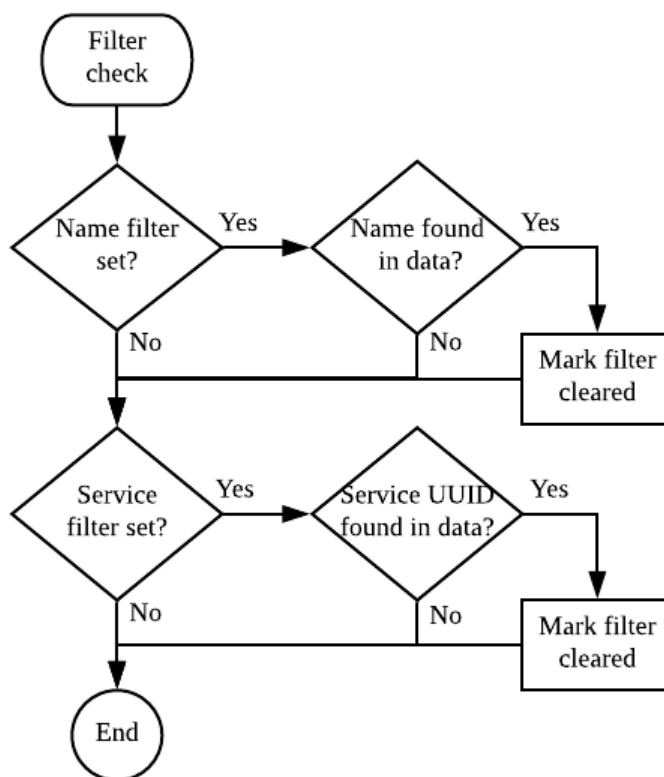 Filter
check
Name filter
set?
Yes
Name found
in data?
Yes
No
No
Mark filter
cleared
Service
filter set?
Yes
Service UUID
found in data?
Yes
No
No
Mark filter
cleared
End